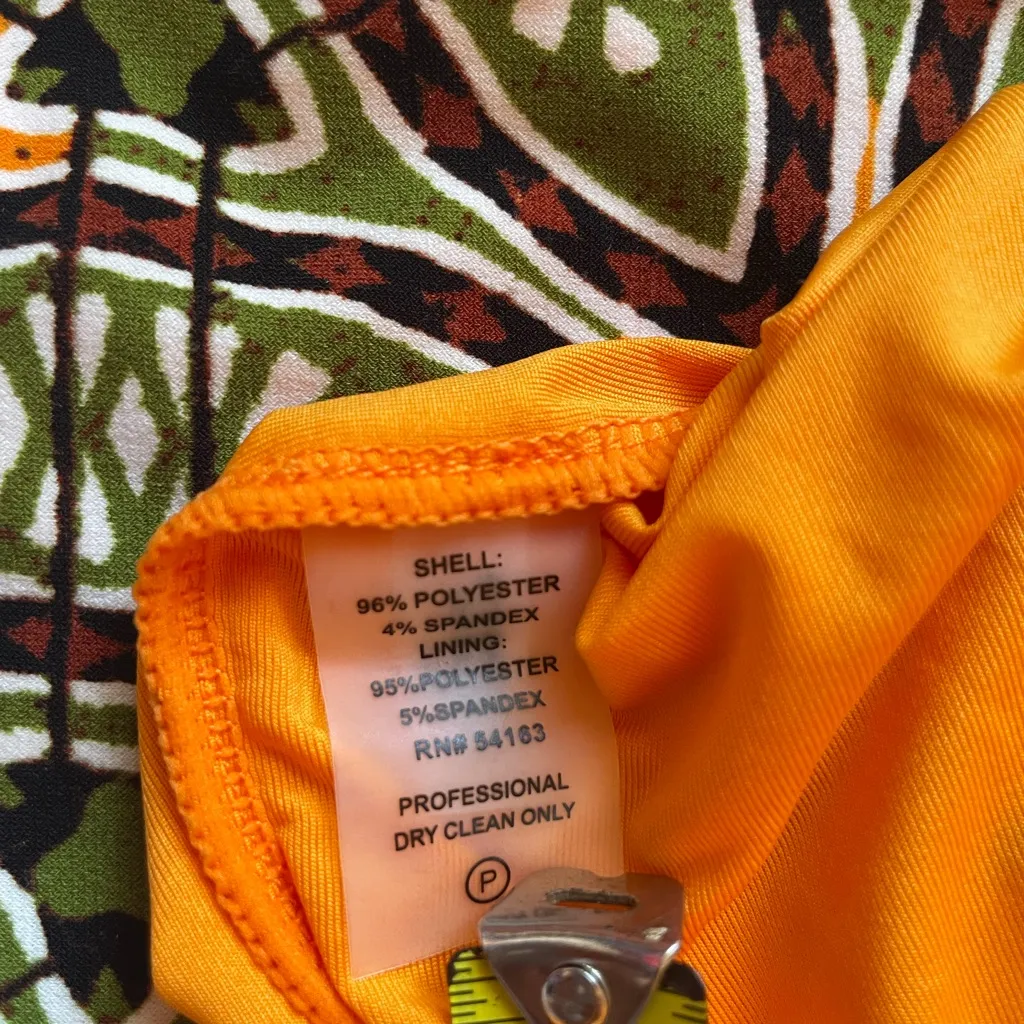 SHELL:
96% POLYESTER
4% SPANDEX
LINING:
95%POLYESTER
5%SPANDEX
RN# 54163
PROFESSIONAL
DRY CLEAN ONLY
P